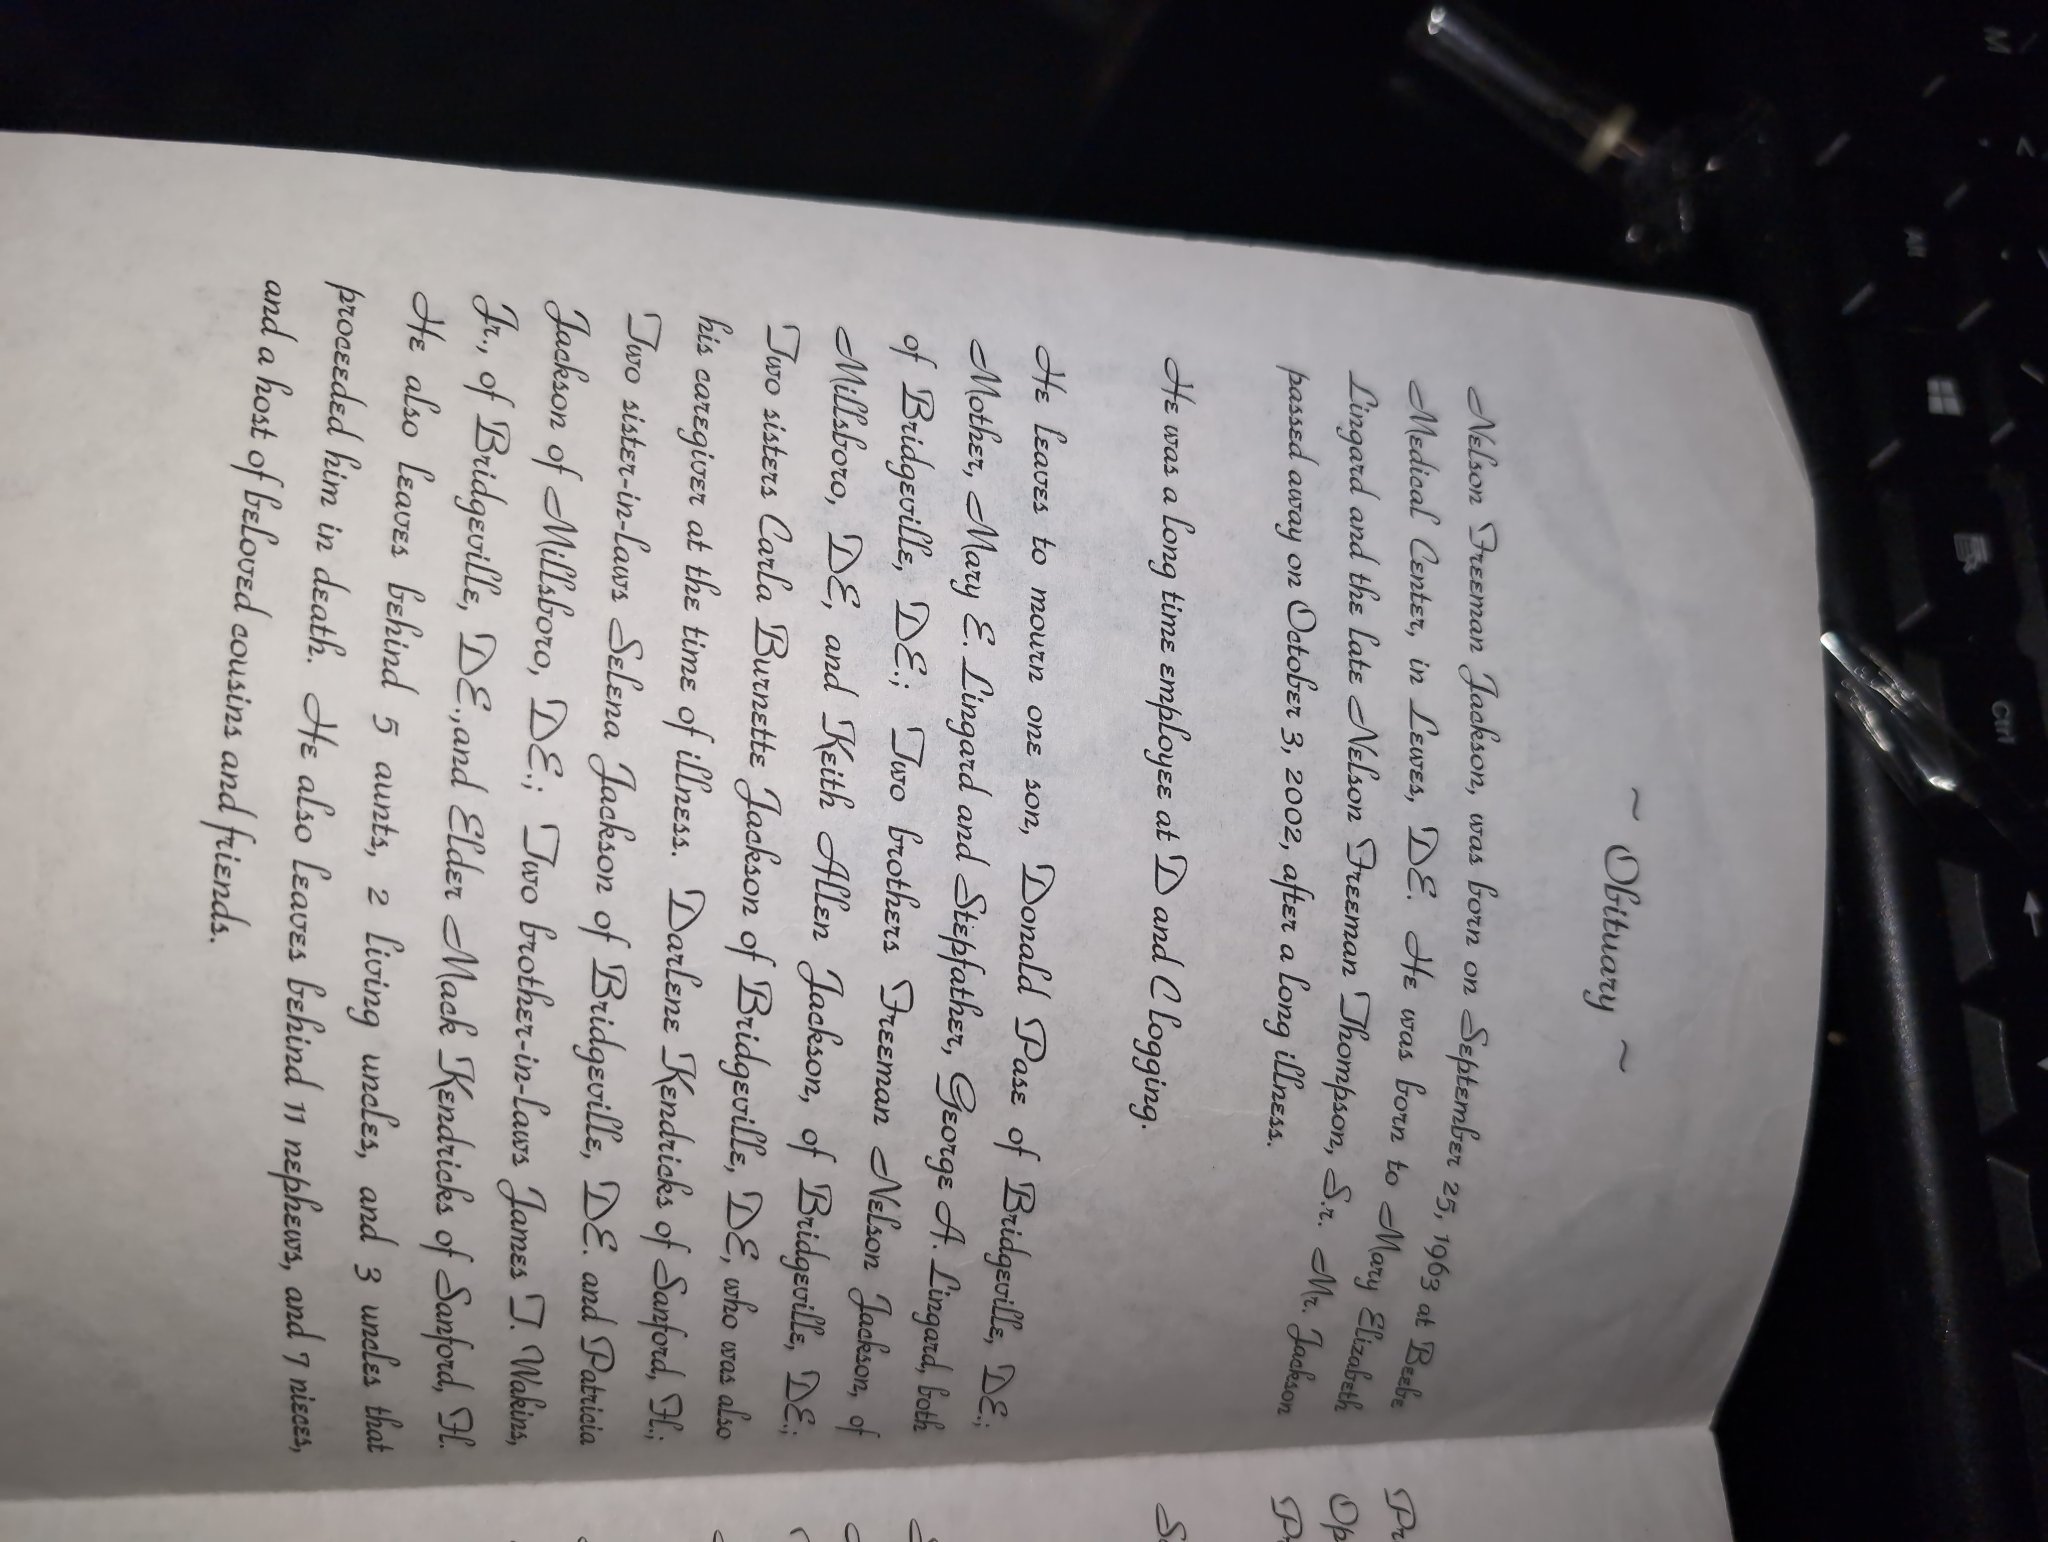 ~ Obituary ~
Nelson Freeman Jackson, was born on September 25, 1963 at Beebe
Medical Center, in Lewes, DE. He was born to Mary Elizabeth
Lingard and the late Nelson Freeman Thompson, S.r. Mr. Jackson
passed away on October 3, 2002, after a long illness.
He was a long time employee at D and C logging.
He leaves to mourn one son, Donald Pase of Bridgeville, DE.;
Mother, Mary E. Lingard and Stepfather, George A. Lingard, both
of Bridgeville, DE.; Two brothers Freeman Nelson Jackson, of
Millsboro, DE, and Keith Allen Jackson, of Bridgeville, DE.;
Two sisters Carla Burnette Jackson of Bridgeville, DE, who was also
his caregiver at the time of illness. Darlene Kendricks of Sanford, Fl.;
Two sister-in-laws Selena Jackson of Bridgeville, DE. and Patricia
Jackson of Millsboro, DE.; Two brother-in-laws James T. Wakins,
Jr., of Bridgeville, DE.,and Elder Mack Kendricks of Sanford, Fl.
He also leaves behind 5 aunts, 2 living uncles, and 3 uncles that
proceeded him in death. He also leaves behind 11 nephews, and 7 nieces,
and a host of beloved cousins and friends.
Alt
Ctrl
M